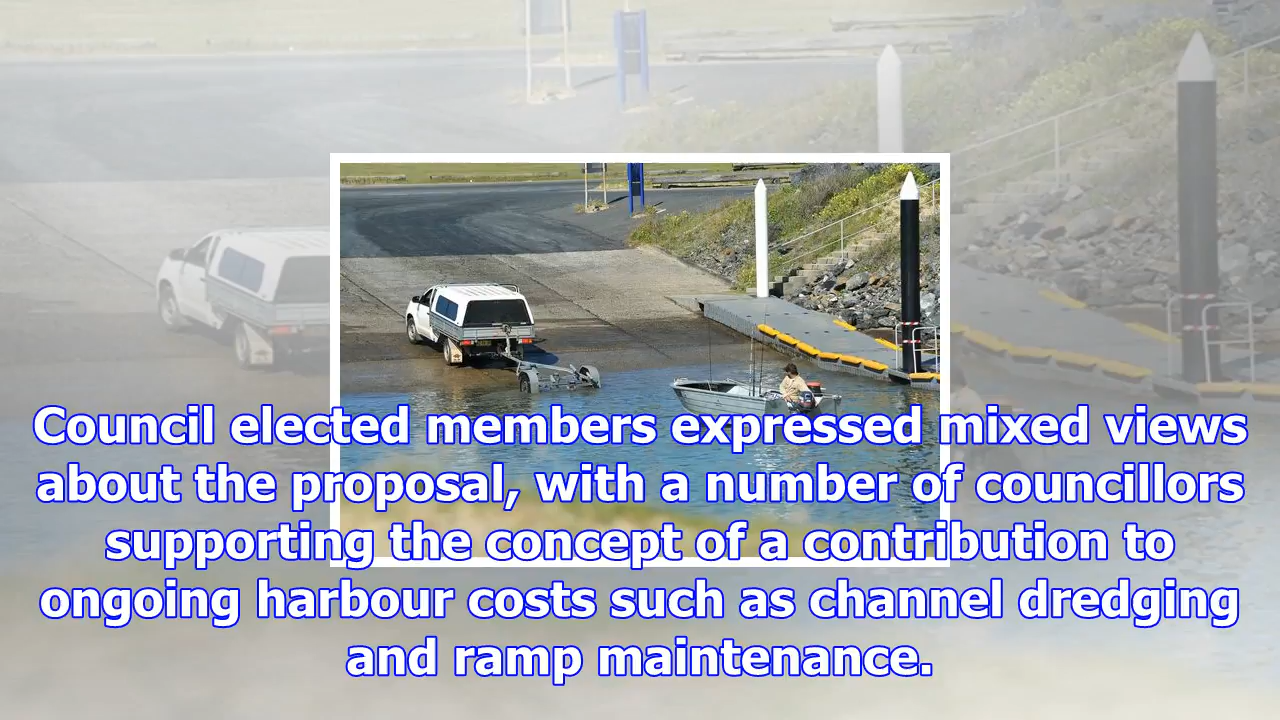 Council elected members expressed mixed views
about the proposal, with a number of councillors
supporting the concept of a contribution to
ongoing harbour costs such as channel dredging
and ramp maintenance.